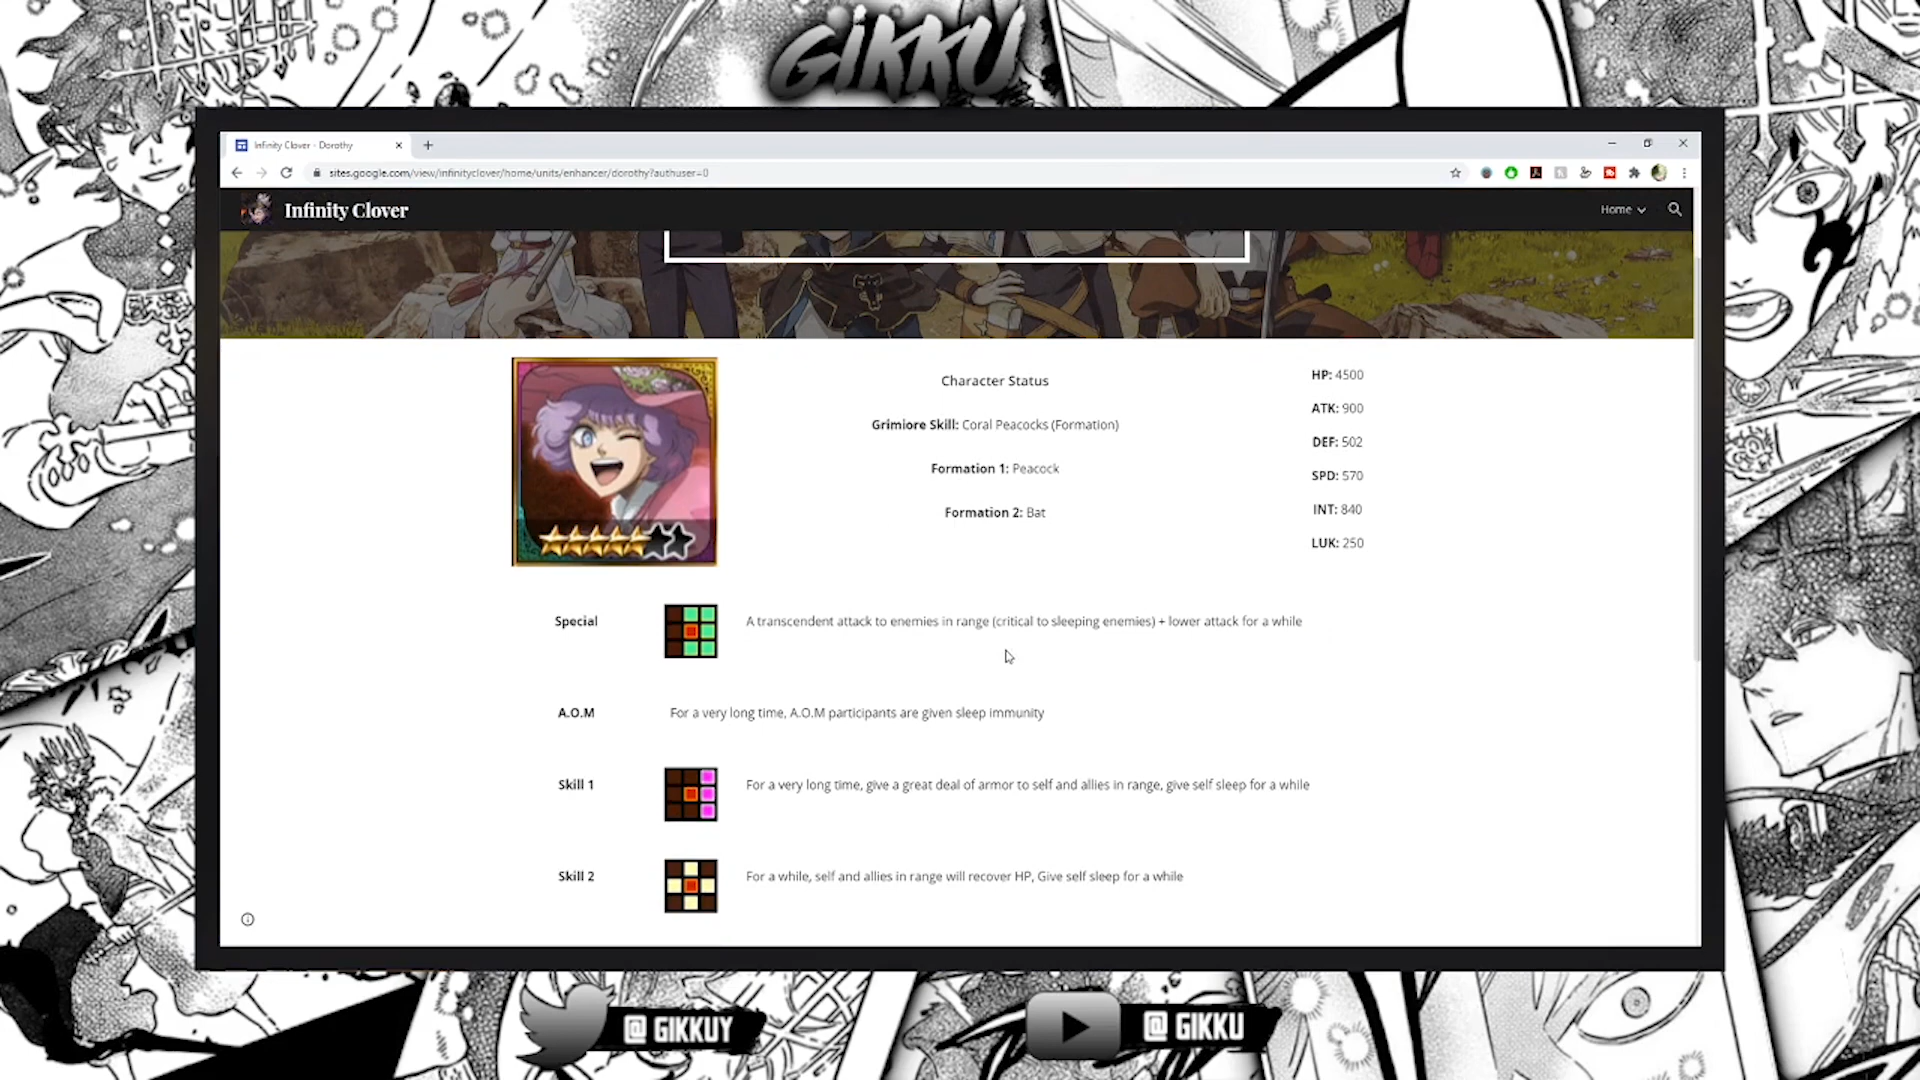 GIKKU
Infinity Clover - Dorothy
sites.google.com/view/infinityclover/home/units/enhancer/dorothy?authuser=0
Infinity Clover
Home
Character Status
HP: 4500
Grimiore Skill: Coral Peacocks (Formation)
ATK: 900
Formation 1: Peacock
DEF: 502
SPD: 570
Formation 2: Bat
INT: 840
LUK: 250
Special
A transcendent attack to enemies in range (critical to sleeping enemies) + lower attack for a while
A.O.M
For a very long time, A.O.M participants are given sleep immunity
Skill 1
For a very long time, give a great deal of armor to self and allies in range, give self sleep for a while
Skill 2
For a while, self and allies in range will recover HP, Give self sleep for a while
@ GIKKUY
@ GIKKU